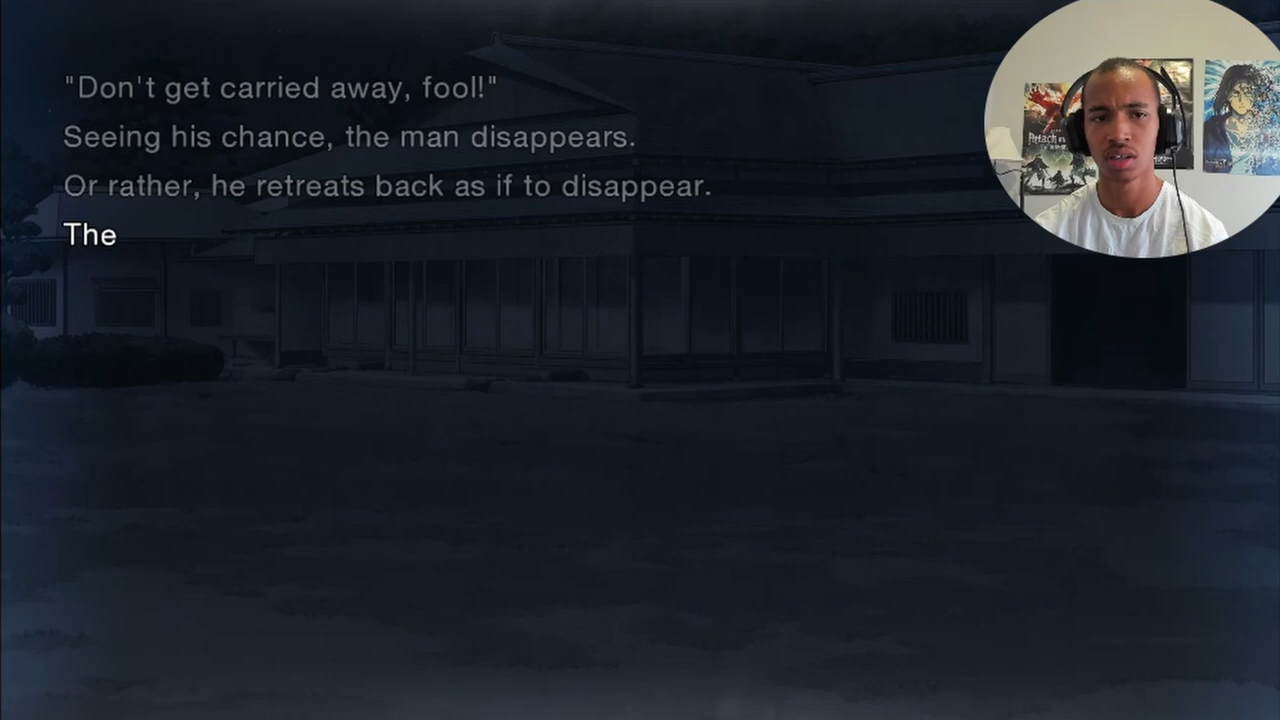 "Don't get carried away, fool!"
Seeing his chance, the man disappears.
Or rather, he retreats back as if to disappear.
The
Attack